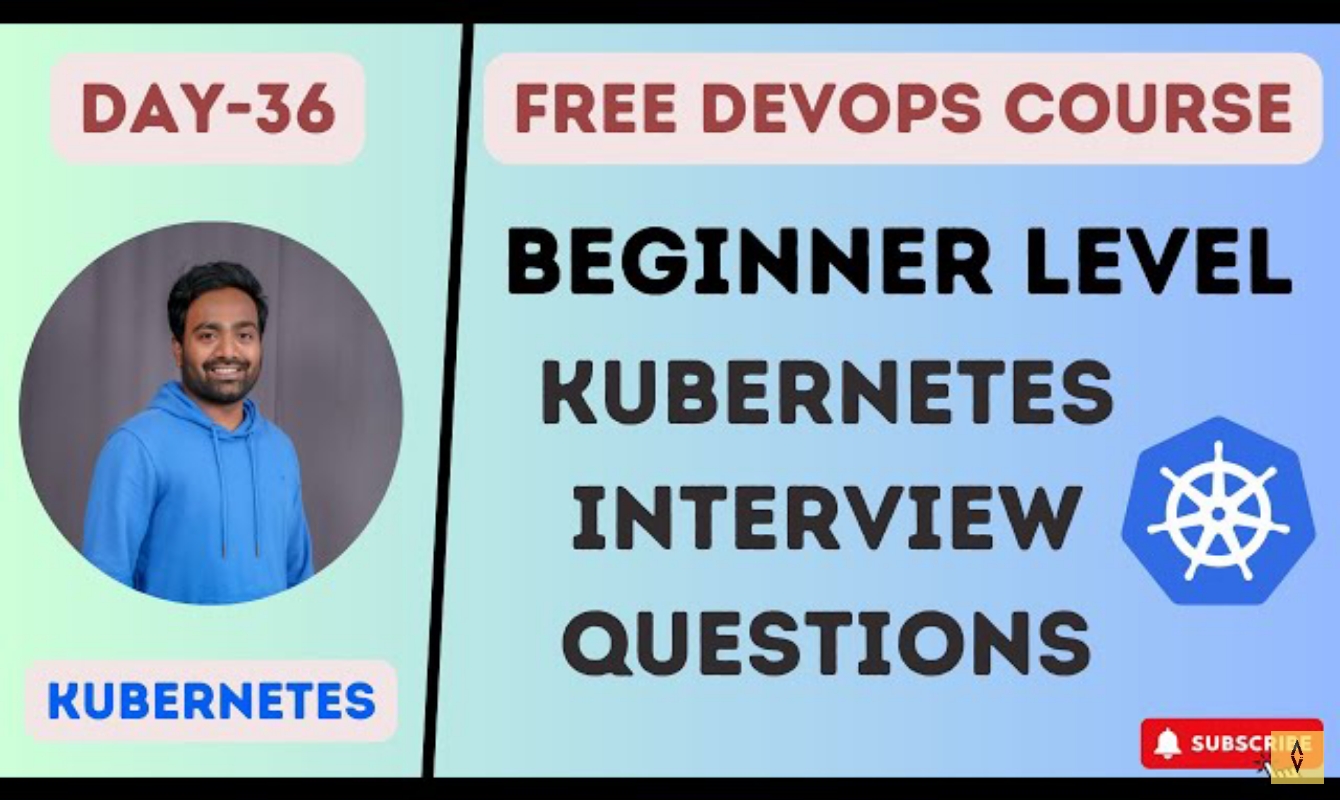 DAY-36
FREE DEVOPS COURSE
BEGINNER LEVEL
KUBERNETES
INTERVIEW
QUESTIONS
KUBERNETES
SUBSCRIBE